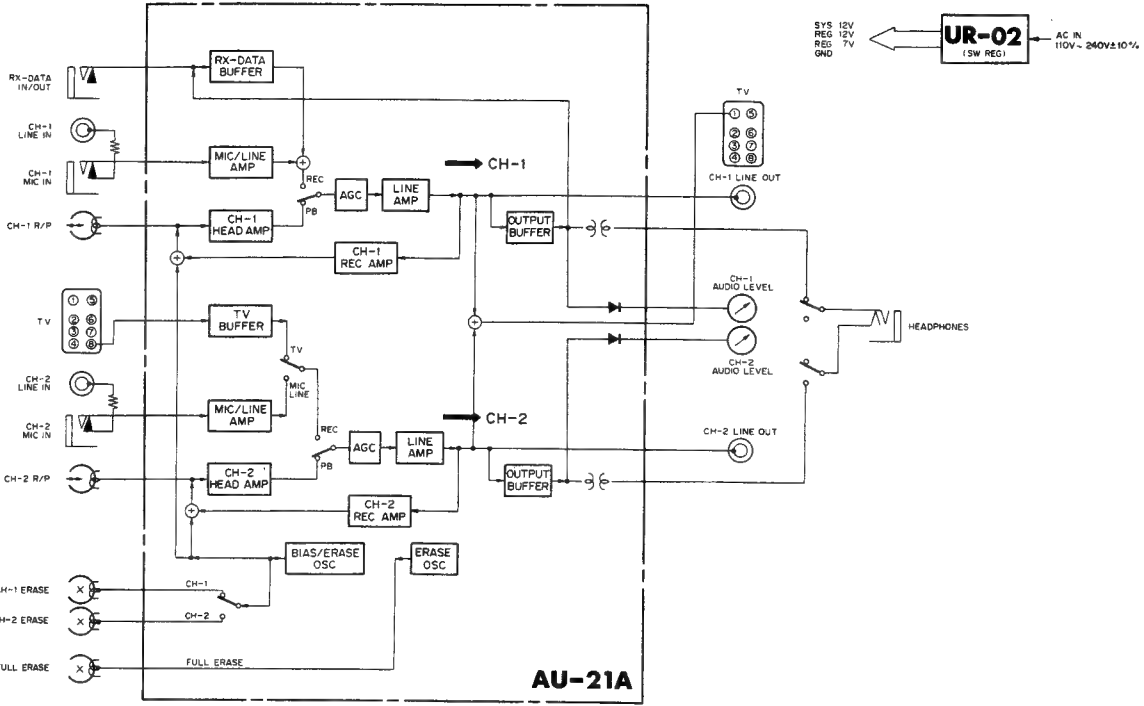 SYS 12V
REG 12V
REG 7V
GND
UR-02
(SW REG)
AC IN
110V ~ 240V±10%
RX-DATA
IN/OUT
RX-DATA
BUFFER
CH-1
LINE IN
CH-1
MIC IN
MIC/LINE
AMP
REC
PB
AGC
LINE
AMP
CH-1
CH-1 R/P
CH-1
HEAD AMP
CH-1
REC AMP
OUTPUT
BUFFER
TV
1 5
2 6
3 7
4 8
CH-1 LINE OUT
CH-1
AUDIO LEVEL
CH-2
AUDIO LEVEL
HEADPHONES
TV
1 5
2 6
3 7
4 8
TV
BUFFER
TV
MIC
LINE
CH-2
LINE IN
CH-2
MIC IN
MIC/LINE
AMP
REC
PB
AGC
LINE
AMP
CH-2
CH-2 LINE OUT
CH-2 R/P
CH-2
HEAD AMP
CH-2
REC AMP
OUTPUT
BUFFER
BIAS/ERASE
OSC
ERASE
OSC
H-1 ERASE
CH-1
H-2 ERASE
CH-2
ULL ERASE
FULL ERASE
AU-21A